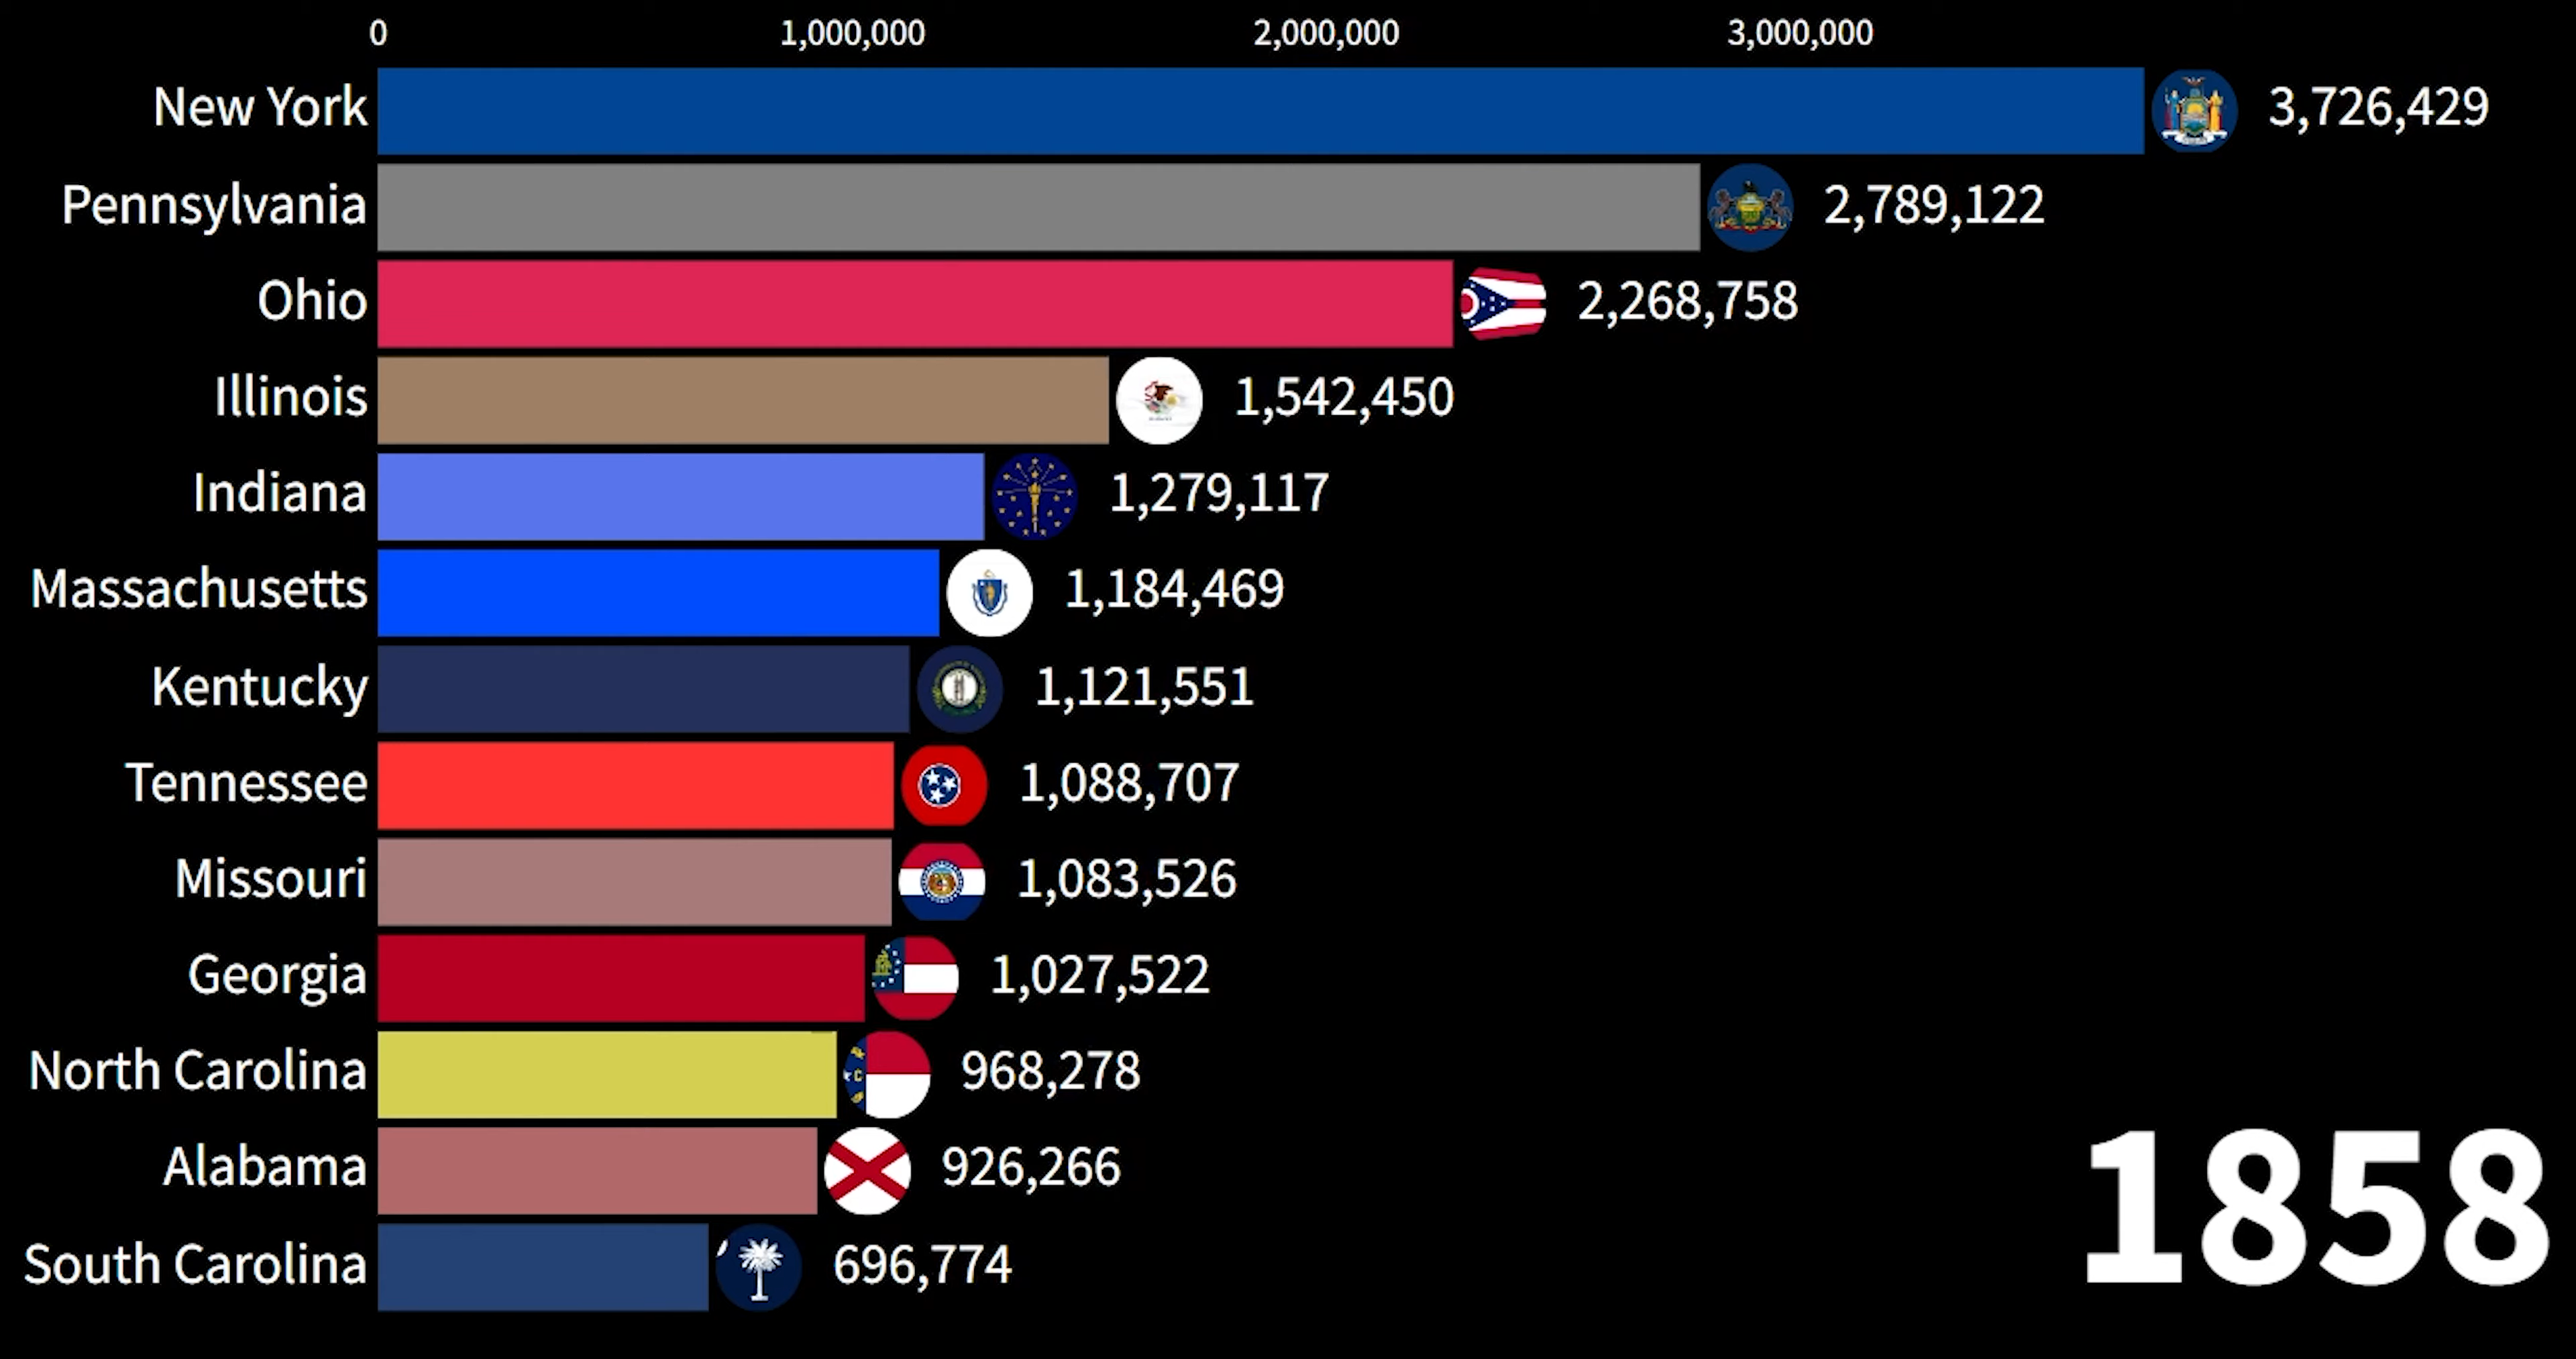 0 1,000,000 2,000,000 3,000,000
New York 3,726,429
Pennsylvania 2,789,122
Ohio 2,268,758
Illinois 1,542,450
Indiana 1,279,117
Massachusetts 1,184,469
Kentucky 1,121,551
Tennessee 1,088,707
Missouri 1,083,526
Georgia 1,027,522
North Carolina 968,278
Alabama 926,266
South Carolina 696,774
1858